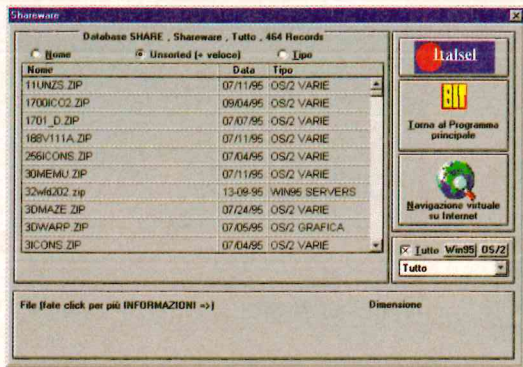 Shareware
Database SHARE , Shareware , Tutto , 464 Records
Nome Unsorted (+ veloce) Tipo
Nome Data Tipo
11UNZS.ZIP 07/11/95 OS/2 VARIE
1700ICO2.ZIP 09/04/95 OS/2 VARIE
1701_D.ZIP 07/07/95 OS/2 VARIE
188V111A.ZIP 07/11/95 OS/2 VARIE
256ICONS.ZIP 07/04/95 OS/2 VARIE
30MEMU.ZIP 07/11/95 OS/2 VARIE
32wfd202.zip 13-09-95 WIN95 SERVERS
3DMAZE.ZIP 07/24/95 OS/2 VARIE
3DWARP.ZIP 07/05/95 OS/2 GRAFICA
3ICONS.ZIP 07/04/95 OS/2 VARIE
Italsel
Torna al Programma
principale
Navigazione virtuale
su Internet
Tutto Win95 OS/2
Tutto
File (fate click per più INFORMAZIONI =>) Dimensione